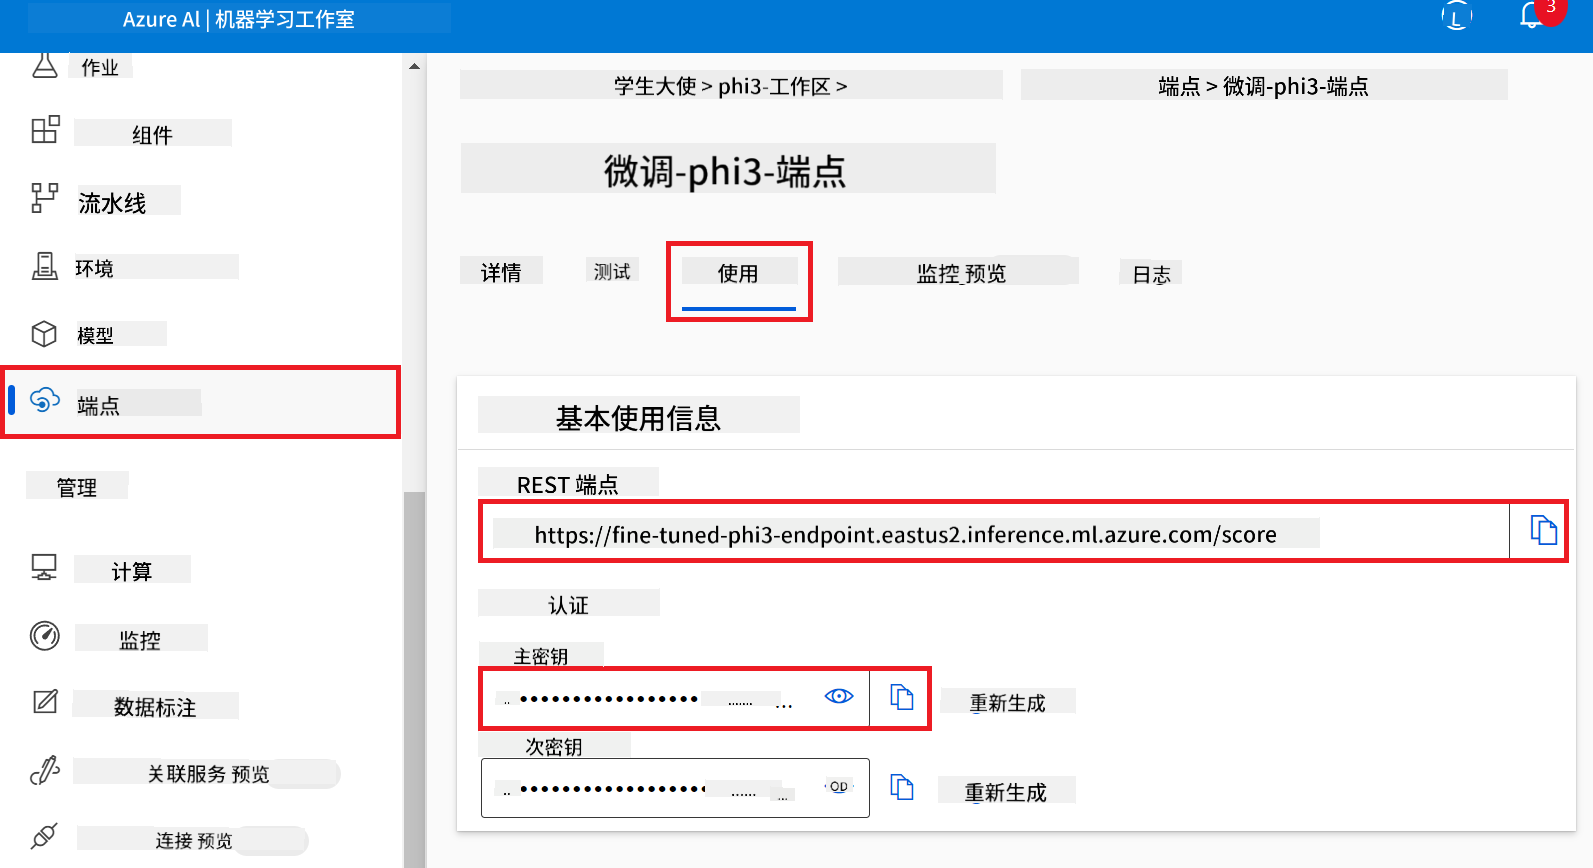 Azure AI | 机器学习工作室
L
3
作业
组件
流水线
环境
模型
端点
管理
计算
监控
数据标注
关联服务 预览
连接 预览
学生大使 > phi3-工作区 >
端点 > 微调-phi3-端点
微调-phi3-端点
详情
测试
使用
监控 预览
日志
基本使用信息
REST 端点
https://fine-tuned-phi3-endpoint.eastus2.inference.ml.azure.com/score
认证
主密钥
重新生成
次密钥
重新生成